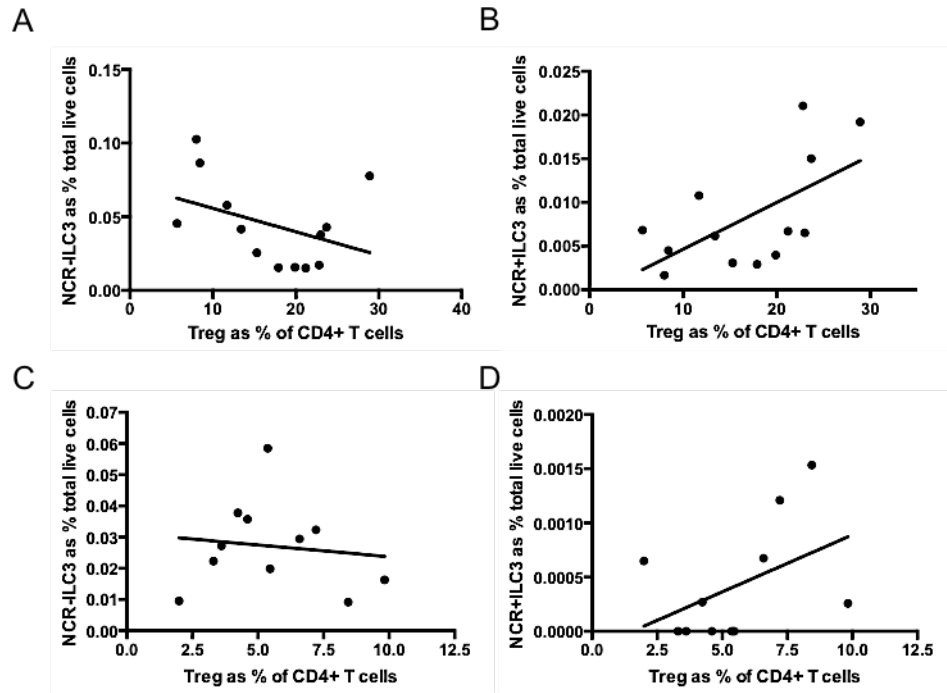 A
NCR-ILC3 as % total live cells
0.15
0.10
0.05
0.00
0 10 20 30 40
Treg as % of CD4+ T cells
B
NCR+ILC3 as % total live cells
0.025
0.020
0.015
0.010
0.005
0.000
0 10 20 30
Treg as % of CD4+ T cells
C
NCR-ILC3 as % total live cells
0.07
0.06
0.05
0.04
0.03
0.02
0.01
0.00
0.0 2.5 5.0 7.5 10.0 12.5
Treg as % of CD4+ T cells
D
NCR+ILC3 as % total live cells
0.0020
0.0015
0.0010
0.0005
0.0000
0.0 2.5 5.0 7.5 10.0 12.5
Treg as % of CD4+ T cells